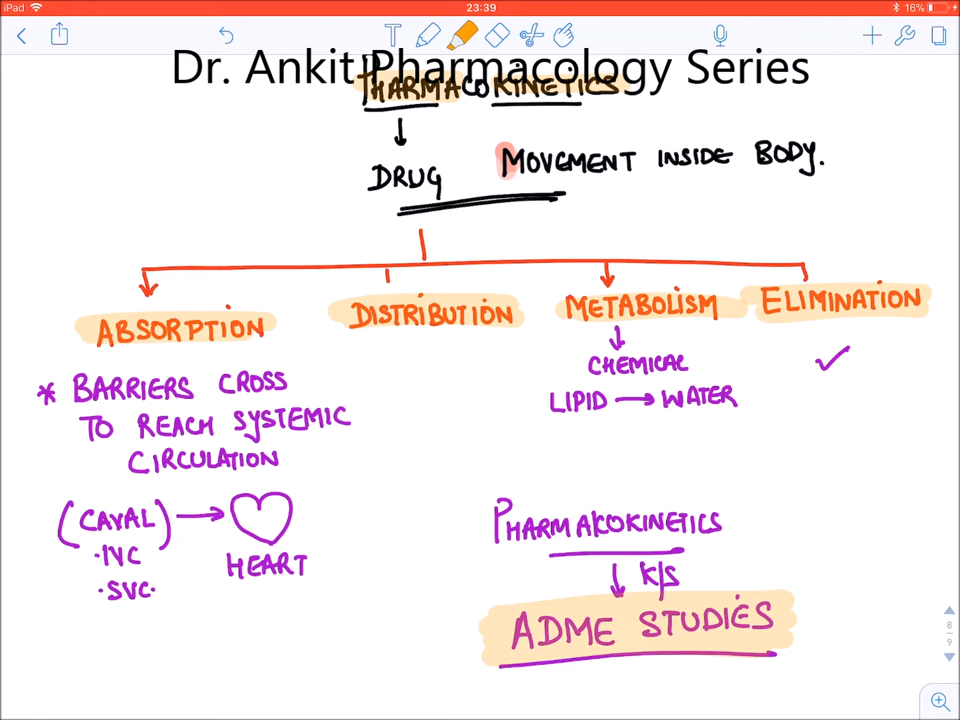 iPad 23:39 16%
Dr. Ankit Pharmacology Series
PHARMACOKINETICS
DRUG MOVEMENT INSIDE BODY.
ABSORPTION DISTRIBUTION METABOLISM ELIMINATION
CHEMICAL
LIPID → WATER
* BARRIERS CROSS
TO REACH SYSTEMIC
CIRCULATION
(CAVAL) →
·IVC
·SVC·
HEART
PHARMACOKINETICS
K/S
ADME STUDIES
8
9